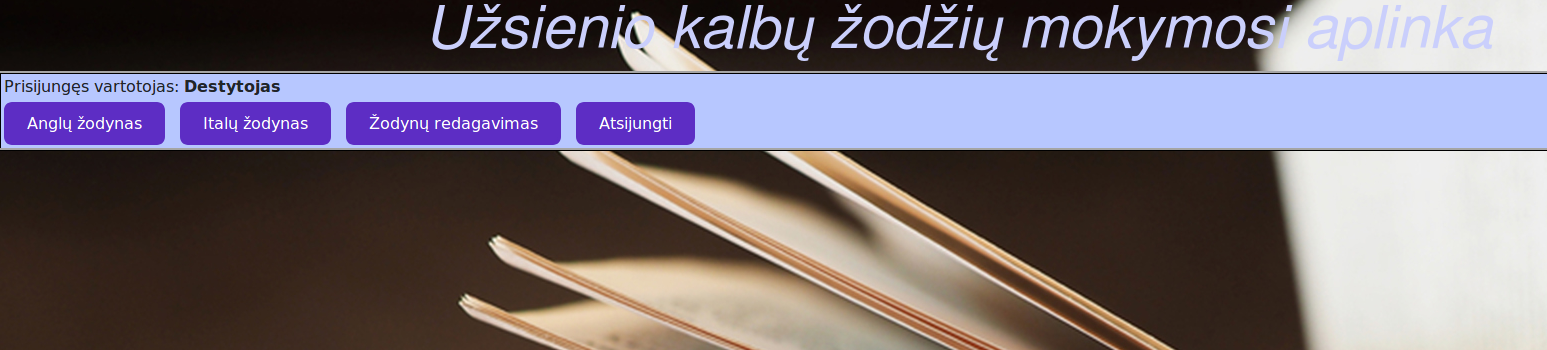 Užsienio kalbų žodžių mokymosi aplinka
Prisijungęs vartotojas: Destytojas
Anglų žodynas Italų žodynas Žodynų redagavimas Atsijungti